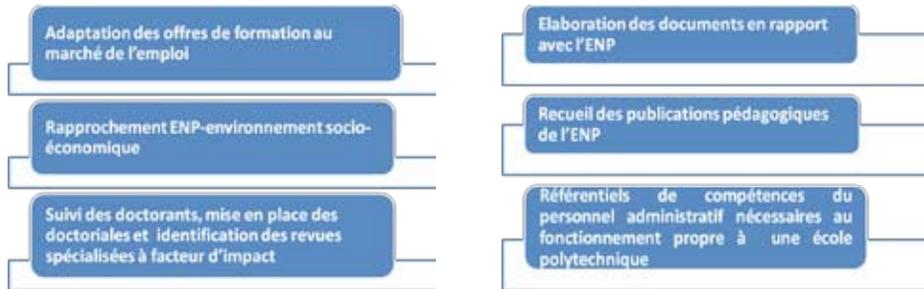 Adaptation des offres de formation au
marché de l'emploi
Rapprochement ENP-environnement socio-
économique
Suivi des doctorants, mise en place des
doctoriales et identification des revues
spécialisées à facteur d'impact
Elaboration des documents en rapport
avec l'ENP
Recueil des publications pédagogiques
de l'ENP
Référentiels de compétences du
personnel administratif nécessaires au
fonctionnement propre à une école
polytechnique